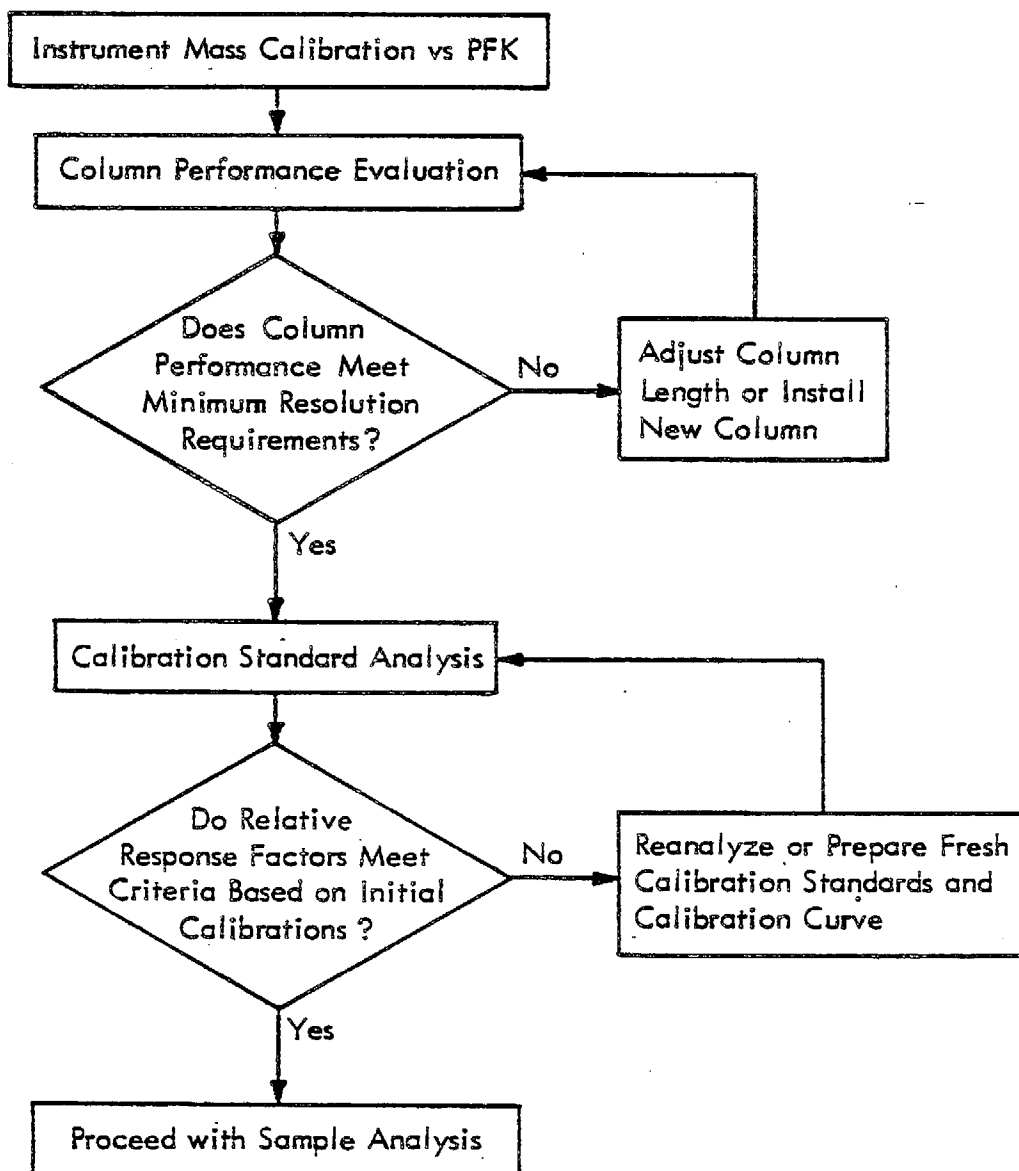 Instrument Mass Calibration vs PFK
Column Performance Evaluation
Does Column
Performance Meet
Minimum Resolution
Requirements?
No
Adjust Column
Length or Install
New Column
Yes
Calibration Standard Analysis
Do Relative
Response Factors Meet
Criteria Based on Initial
Calibrations ?
No
Reanalyze or Prepare Fresh
Calibration Standards and
Calibration Curve
Yes
Proceed with Sample Analysis